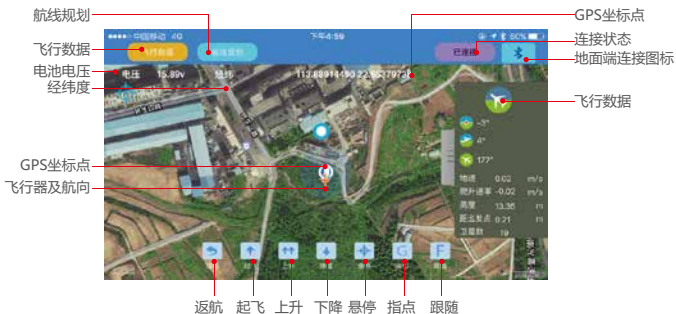 航线规划
GPS坐标点
飞行数据
连接状态
电池电压
地面端连接图标
经纬度
飞行数据
GPS坐标点
飞行器及航向
中国移动 4G
下午4:59
80%
飞行数据
航线规划
已连接
电压 15.89v
经纬
-3°
4°
177°
地速 0.02 m/s
爬升速率 -0.02 m/s
高度 13.36 m
距出发点 0.21 m
卫星数 19
G
F
返航 起飞 上升 下降 悬停 指点 跟随